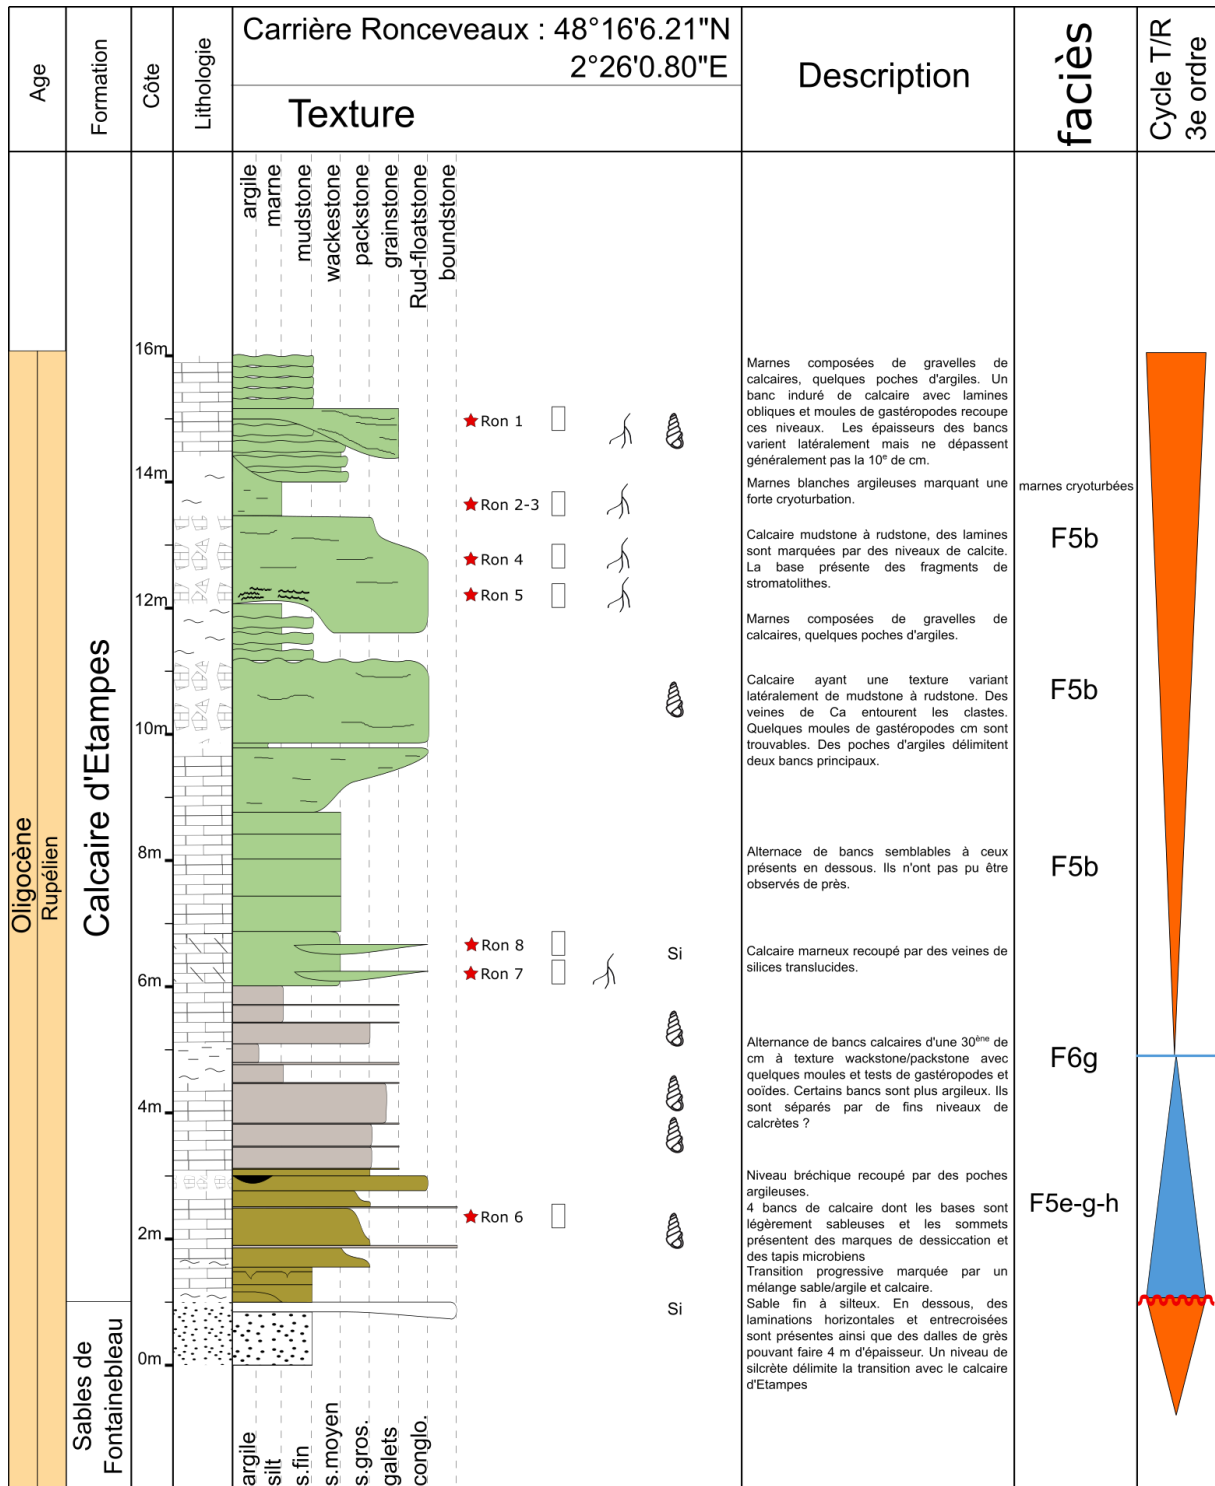 Age
Formation
Côte
Lithologie
Carrière Ronceveaux : 48°16'6.21"N
2°26'0.80"E
Texture
Description
faciès
Cycle T/R
3e ordre
argile
marne
mudstone
wackestone
packstone
grainstone
Rud-floatstone
boundstone
16m
14m
12m
10m
8m
6m
4m
2m
0m
Oligocène
Rupélien
Calcaire d'Etampes
Sables de
Fontainebleau
Ron 1
Ron 2-3
Ron 4
Ron 5
Ron 8
Si
Ron 7
Ron 6
Si
Marnes composées de gravelles de
calcaires, quelques poches d'argiles. Un
banc induré de calcaire avec lamines
obliques et moules de gastéropodes recoupe
ces niveaux. Les épaisseurs des bancs
varient latéralement mais ne dépassent
généralement pas la 10e de cm.
Marnes blanches argileuses marquant une
forte cryoturbation.
Calcaire mudstone à rudstone, des lamines
sont marquées par des niveaux de calcite.
La base présente des fragments de
stromatolithes.
Marnes composées de gravelles de
calcaires, quelques poches d'argiles.
Calcaire ayant une texture variant
latéralement de mudstone à rudstone. Des
veines de Ca entourent les clastes.
Quelques moules de gastéropodes cm sont
trouvables. Des poches d'argiles délimitent
deux bancs principaux.
Alternace de bancs semblables à ceux
présents en dessous. Ils n'ont pas pu être
observés de près.
Calcaire marneux recoupé par des veines de
silices translucides.
Alternance de bancs calcaires d'une 30ène de
cm à texture wackstone/packstone avec
quelques moules et tests de gastéropodes et
ooïdes. Certains bancs sont plus argileux. Ils
sont séparés par de fins niveaux de
calcrètes ?
Niveau bréchique recoupé par des poches
argileuses.
4 bancs de calcaire dont les bases sont
légèrement sableuses et les sommets
présentent des marques de dessiccation et
des tapis microbiens
Transition progressive marquée par un
mélange sable/argile et calcaire.
Sable fin à silteux. En dessous, des
laminations horizontales et entrecroisées
sont présentes ainsi que des dalles de grès
pouvant faire 4 m d'épaisseur. Un niveau de
silcrète délimite la transition avec le calcaire
d'Etampes
marnes cryoturbées
F5b
F5b
F5b
F6g
F5e-g-h
argile
silt
s.fin
s.moyen
s.gros.
galets
conglo.